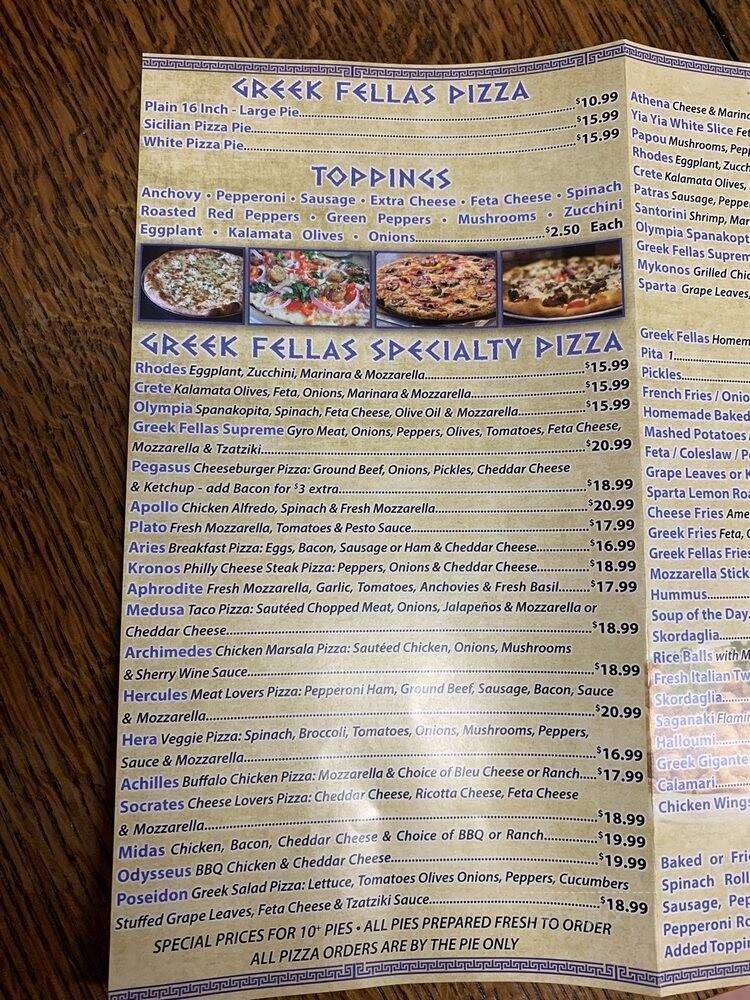 GREEK FELLAS PIZZA
Plain 16 Inch - Large Pie....$10.99
Sicilian Pizza Pie....$15.99
White Pizza Pie....$15.99
TOPPINGS
Anchovy • Pepperoni • Sausage • Extra Cheese • Feta Cheese • Spinach
Roasted Red Peppers • Green Peppers • Mushrooms • Zucchini
Eggplant • Kalamata Olives • Onions....$2.50 Each
GREEK FELLAS SPECIALTY PIZZA
Rhodes Eggplant, Zucchini, Marinara & Mozzarella....$15.99
Crete Kalamata Olives, Feta, Onions, Marinara & Mozzarella....$15.99
Olympia Spanakopita, Spinach, Feta Cheese, Olive Oil & Mozzarella....$15.99
Greek Fellas Supreme Gyro Meat, Onions, Peppers, Olives, Tomatoes, Feta Cheese,
Mozzarella & Tzatziki....$20.99
Pegasus Cheeseburger Pizza: Ground Beef, Onions, Pickles, Cheddar Cheese
& Ketchup - add Bacon for $3 extra....$18.99
Apollo Chicken Alfredo, Spinach & Fresh Mozzarella....$20.99
Plato Fresh Mozzarella, Tomatoes & Pesto Sauce....$17.99
Aries Breakfast Pizza: Eggs, Bacon, Sausage or Ham & Cheddar Cheese....$16.99
Kronos Philly Cheese Steak Pizza: Peppers, Onions & Cheddar Cheese....$18.99
Aphrodite Fresh Mozzarella, Garlic, Tomatoes, Anchovies & Fresh Basil....$17.99
Medusa Taco Pizza: Sautéed Chopped Meat, Onions, Jalapeños & Mozzarella or
Cheddar Cheese....$18.99
Archimedes Chicken Marsala Pizza: Sautéed Chicken, Onions, Mushrooms
& Sherry Wine Sauce....$18.99
Hercules Meat Lovers Pizza: Pepperoni Ham, Ground Beef, Sausage, Bacon, Sauce
& Mozzarella....$20.99
Hera Veggie Pizza: Spinach, Broccoli, Tomatoes, Onions, Mushrooms, Peppers,
Sauce & Mozzarella....$16.99
Achilles Buffalo Chicken Pizza: Mozzarella & Choice of Bleu Cheese or Ranch....$17.99
Socrates Cheese Lovers Pizza: Cheddar Cheese, Ricotta Cheese, Feta Cheese
& Mozzarella....$18.99
Midas Chicken, Bacon, Cheddar Cheese & Choice of BBQ or Ranch....$19.99
Odysseus BBQ Chicken & Cheddar Cheese....$19.99
Poseidon Greek Salad Pizza: Lettuce, Tomatoes Olives Onions, Peppers, Cucumbers
Stuffed Grape Leaves, Feta Cheese & Tzatziki Sauce....$18.99
SPECIAL PRICES FOR 10+ PIES • ALL PIES PREPARED FRESH TO ORDER
ALL PIZZA ORDERS ARE BY THE PIE ONLY
Athena Cheese &
Yia Yia White Slice
Papou Mushrooms,
Rhodes Eggplant,
Crete Kalamata Olives,
Patras Sausage,
Santorini Shrimp,
Olympia
Greek Fellas
Mykonos Grilled
Sparta Grape Leaves,
Greek Fellas
Pita 1....
Pickles....
French Fries /
Homemade Baked
Mashed Potatoes
Feta / Coleslaw /
Grape Leaves or
Sparta Lemon
Cheese Fries
Greek Fries Feta,
Greek Fellas Fries
Mozzarella
Hummus....
Soup of the Day....
Skordaglia....
Rice Balls with
Fresh Italian
Skordaglia....
Saganaki
Halloumi....
Greek
Calamari....
Chicken Wings
Baked or
Spinach
Sausage,
Pepperoni
Added